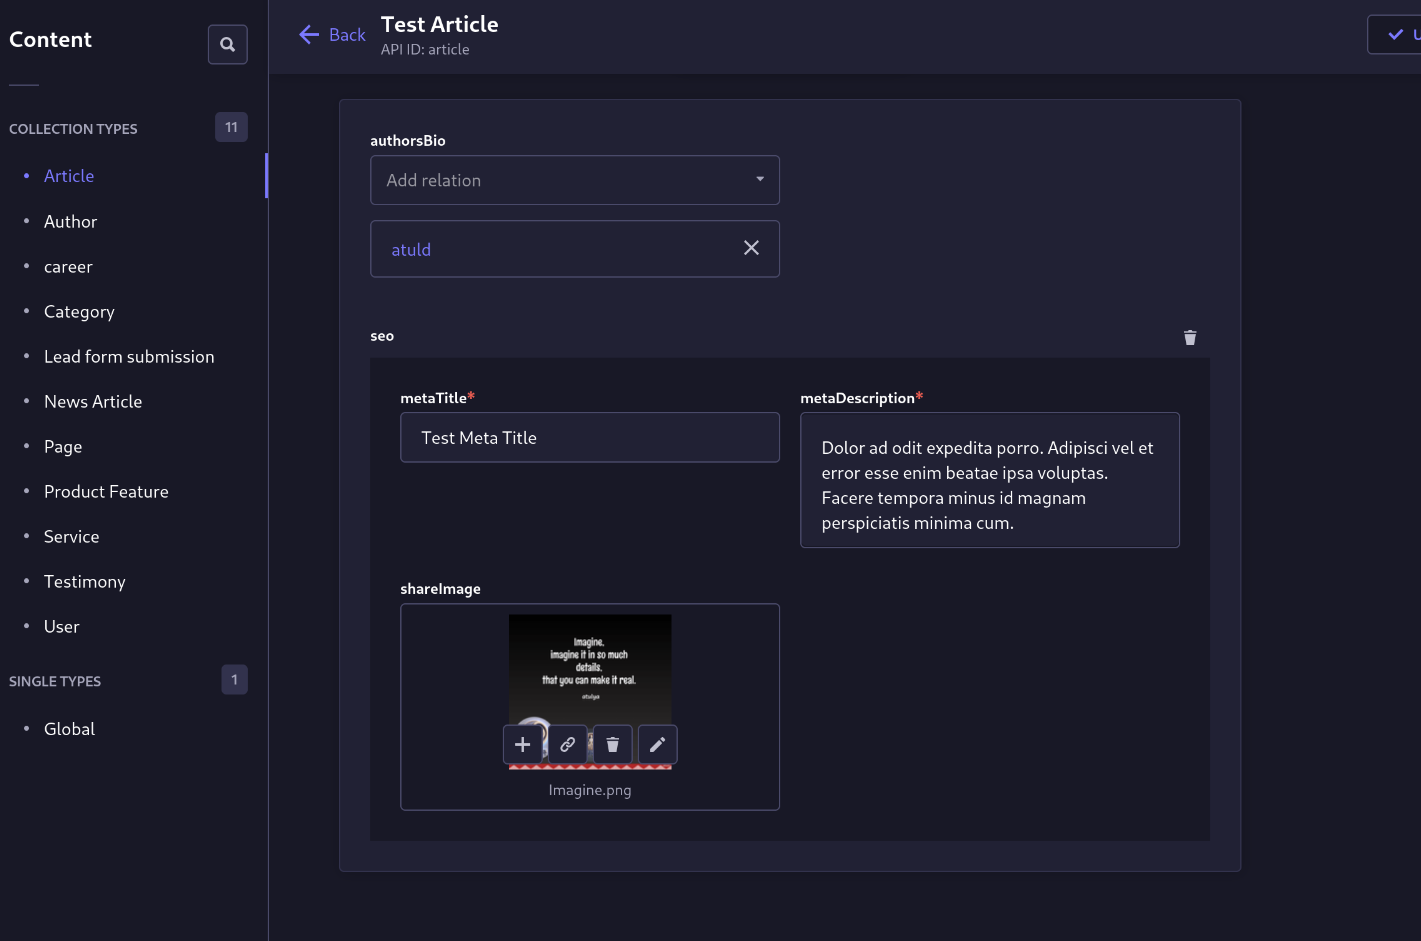 Content
COLLECTION TYPES
11
Article
Author
career
Category
Lead form submission
News Article
Page
Product Feature
Service
Testimony
User
SINGLE TYPES
1
Global
Back
Test Article
API ID: article
U
authorsBio
Add relation
atuld
seo
metaTitle*
Test Meta Title
metaDescription*
Dolor ad odit expedita porro. Adipisci vel et
error esse enim beatae ipsa voluptas.
Facere tempora minus id magnam
perspiciatis minima cum.
shareImage
Imagine.
imagine it in so much
details.
that you can make it real.
atulya
Imagine.png